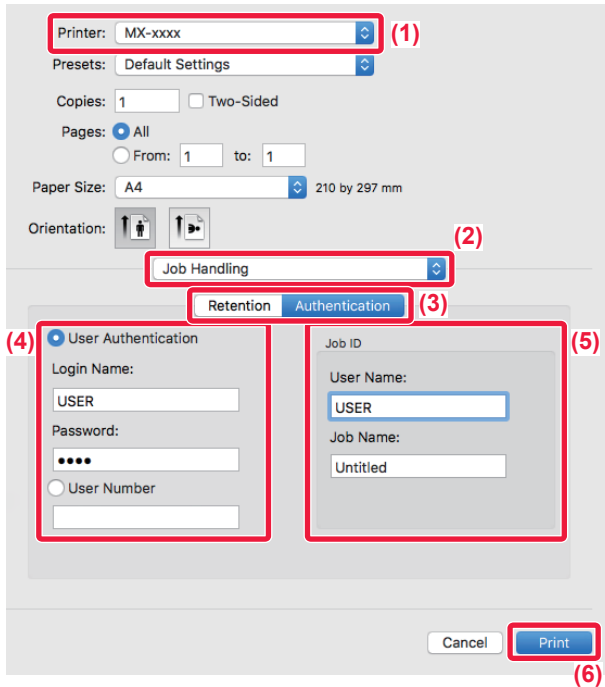 Printer: MX-xxxx (1)
Presets: Default Settings
Copies: 1 Two-Sided
Pages: All
From: 1 to: 1
Paper Size: A4 210 by 297 mm
Orientation:
(2)
Job Handling
Retention Authentication (3)
(4) User Authentication
Login Name:
USER
Password:
••••
User Number
Job ID (5)
User Name:
USER
Job Name:
Untitled
Cancel Print
(6)